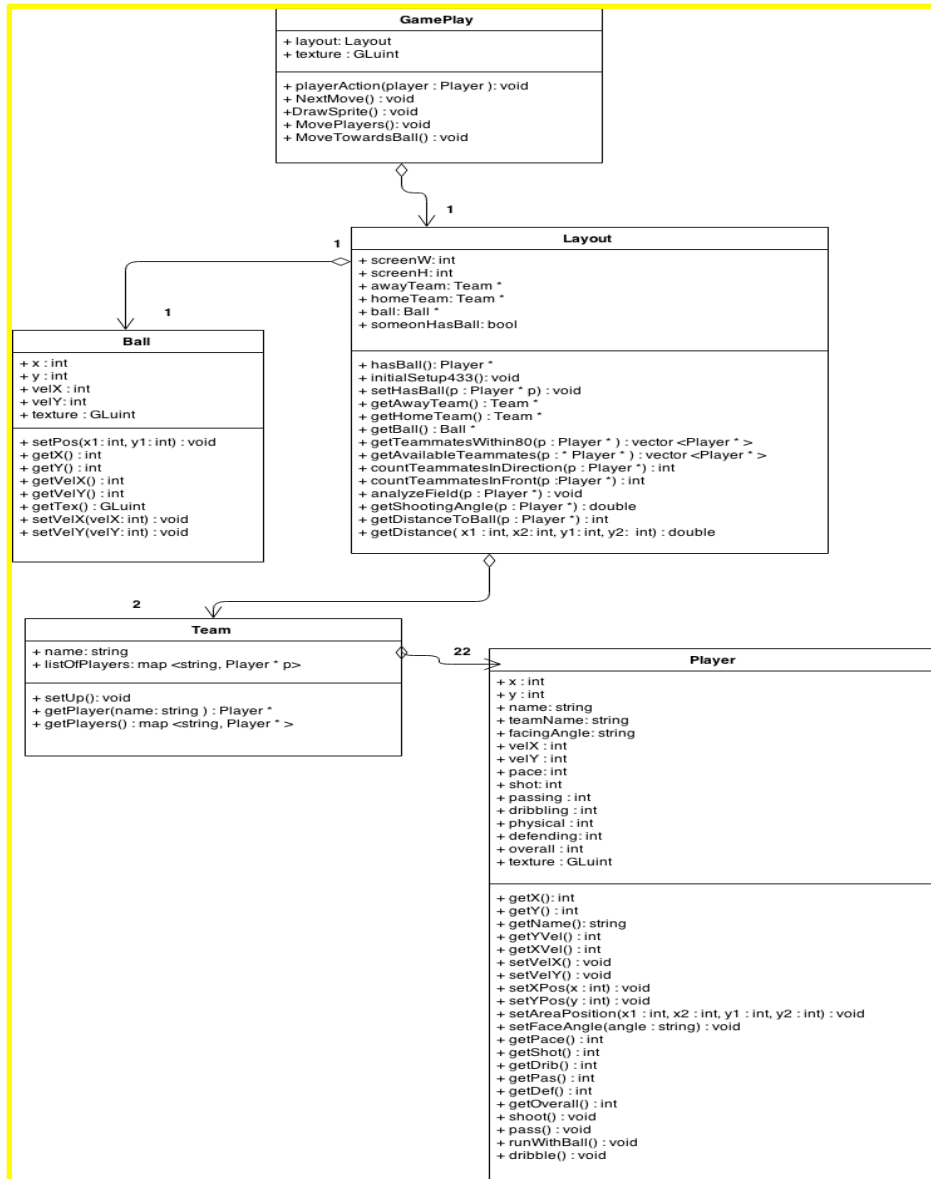 GamePlay
+ layout: Layout
+ texture : GLuint
+ playerAction(player : Player ): void
+ NextMove() : void
+DrawSprite() : void
+ MovePlayers(): void
+ MoveTowardsBall() : void
1
Layout
+ screenW: int
+ screenH: int
+ awayTeam: Team *
+ homeTeam: Team *
+ ball: Ball *
+ someonHasBall: bool
+ hasBall(): Player *
+ initialSetup433(): void
+ setHasBall(p : Player * p) : void
+ getAwayTeam() : Team *
+ getHomeTeam() : Team *
+ getBall() : Ball *
+ getTeammatesWithin80(p : Player * ) : vector <Player * >
+ getAvailableTeammates(p : * Player * ) : vector <Player * >
+ countTeammatesInDirection(p : Player*) : int
+ countTeammatesInFront(p :Player*) : int
+ analyzeField(p : Player*) : void
+ getShootingAngle(p : Player*) : double
+ getDistanceToBall(p : Player*) : int
+ getDistance( x1 : int, x2: int, y1: int, y2: int) : double
1
1
Ball
+ x : int
+ y : int
+ velX : int
+ velY: int
+ texture : GLuint
+ setPos(x1: int, y1: int) : void
+ getX() : int
+ getY() : int
+ getVelX() : int
+ getVelY() : int
+ getTex() : GLuint
+ setVelX(velX: int) : void
+ setVelY(velY: int) : void
2
Team
+ name: string
+ listOfPlayers: map <string, Player * p>
+ setUp(): void
+ getPlayer(name: string ) : Player *
+ getPlayers() : map <string, Player * >
22
Player
+ x : int
+ y : int
+ name: string
+ teamName: string
+ facingAngle: string
+ velX : int
+ velY : int
+ pace: int
+ shot: int
+ passing : int
+ dribbling : int
+ physical : int
+ defending: int
+ overall : int
+ texture : GLuint
+ getX(): int
+ getY() : int
+ getName(): string
+ getYVel() : int
+ getXVel() : int
+ setVelX() : void
+ setVelY() : void
+ setXPos(x : int) : void
+ setYPos(y : int) : void
+ setAreaPosition(x1 : int, x2 : int, y1 : int, y2 : int) : void
+ setFaceAngle(angle : string) : void
+ getPace() : int
+ getShot() : int
+ getDrib() : int
+ getPas() : int
+ getDef() : int
+ getOverall() : int
+ shoot() : void
+ pass() : void
+ runWithBall() : void
+ dribble() : void